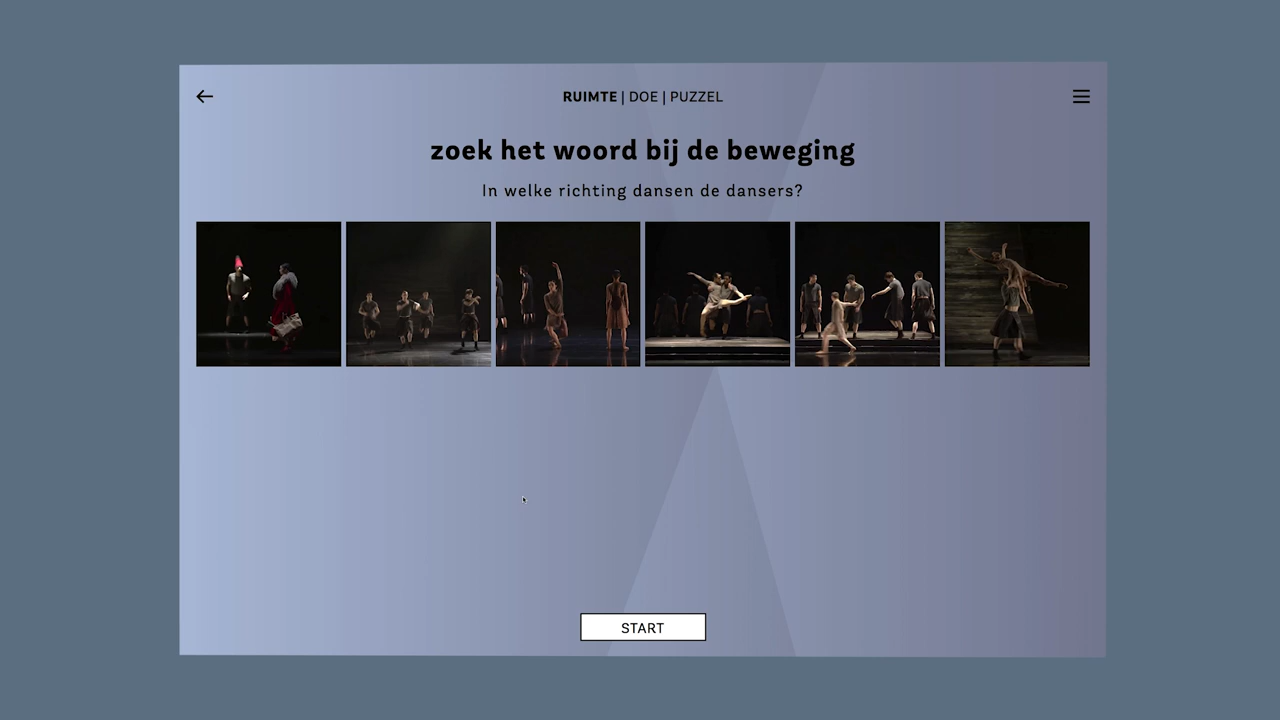 RUIMTE | DOE | PUZZEL
zoek het woord bij de beweging
In welke richting dansen de dansers?
START